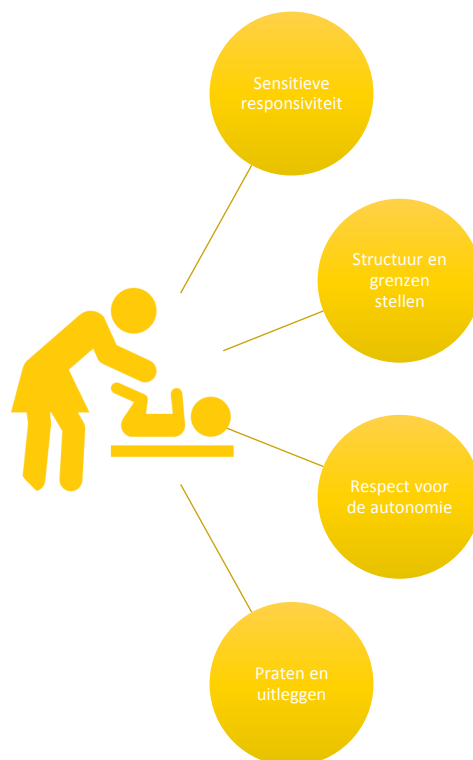 Sensitieve
responsiviteit
Structuur en
grenzen
stellen
Respect voor
de autonomie
Praten en
uitleggen